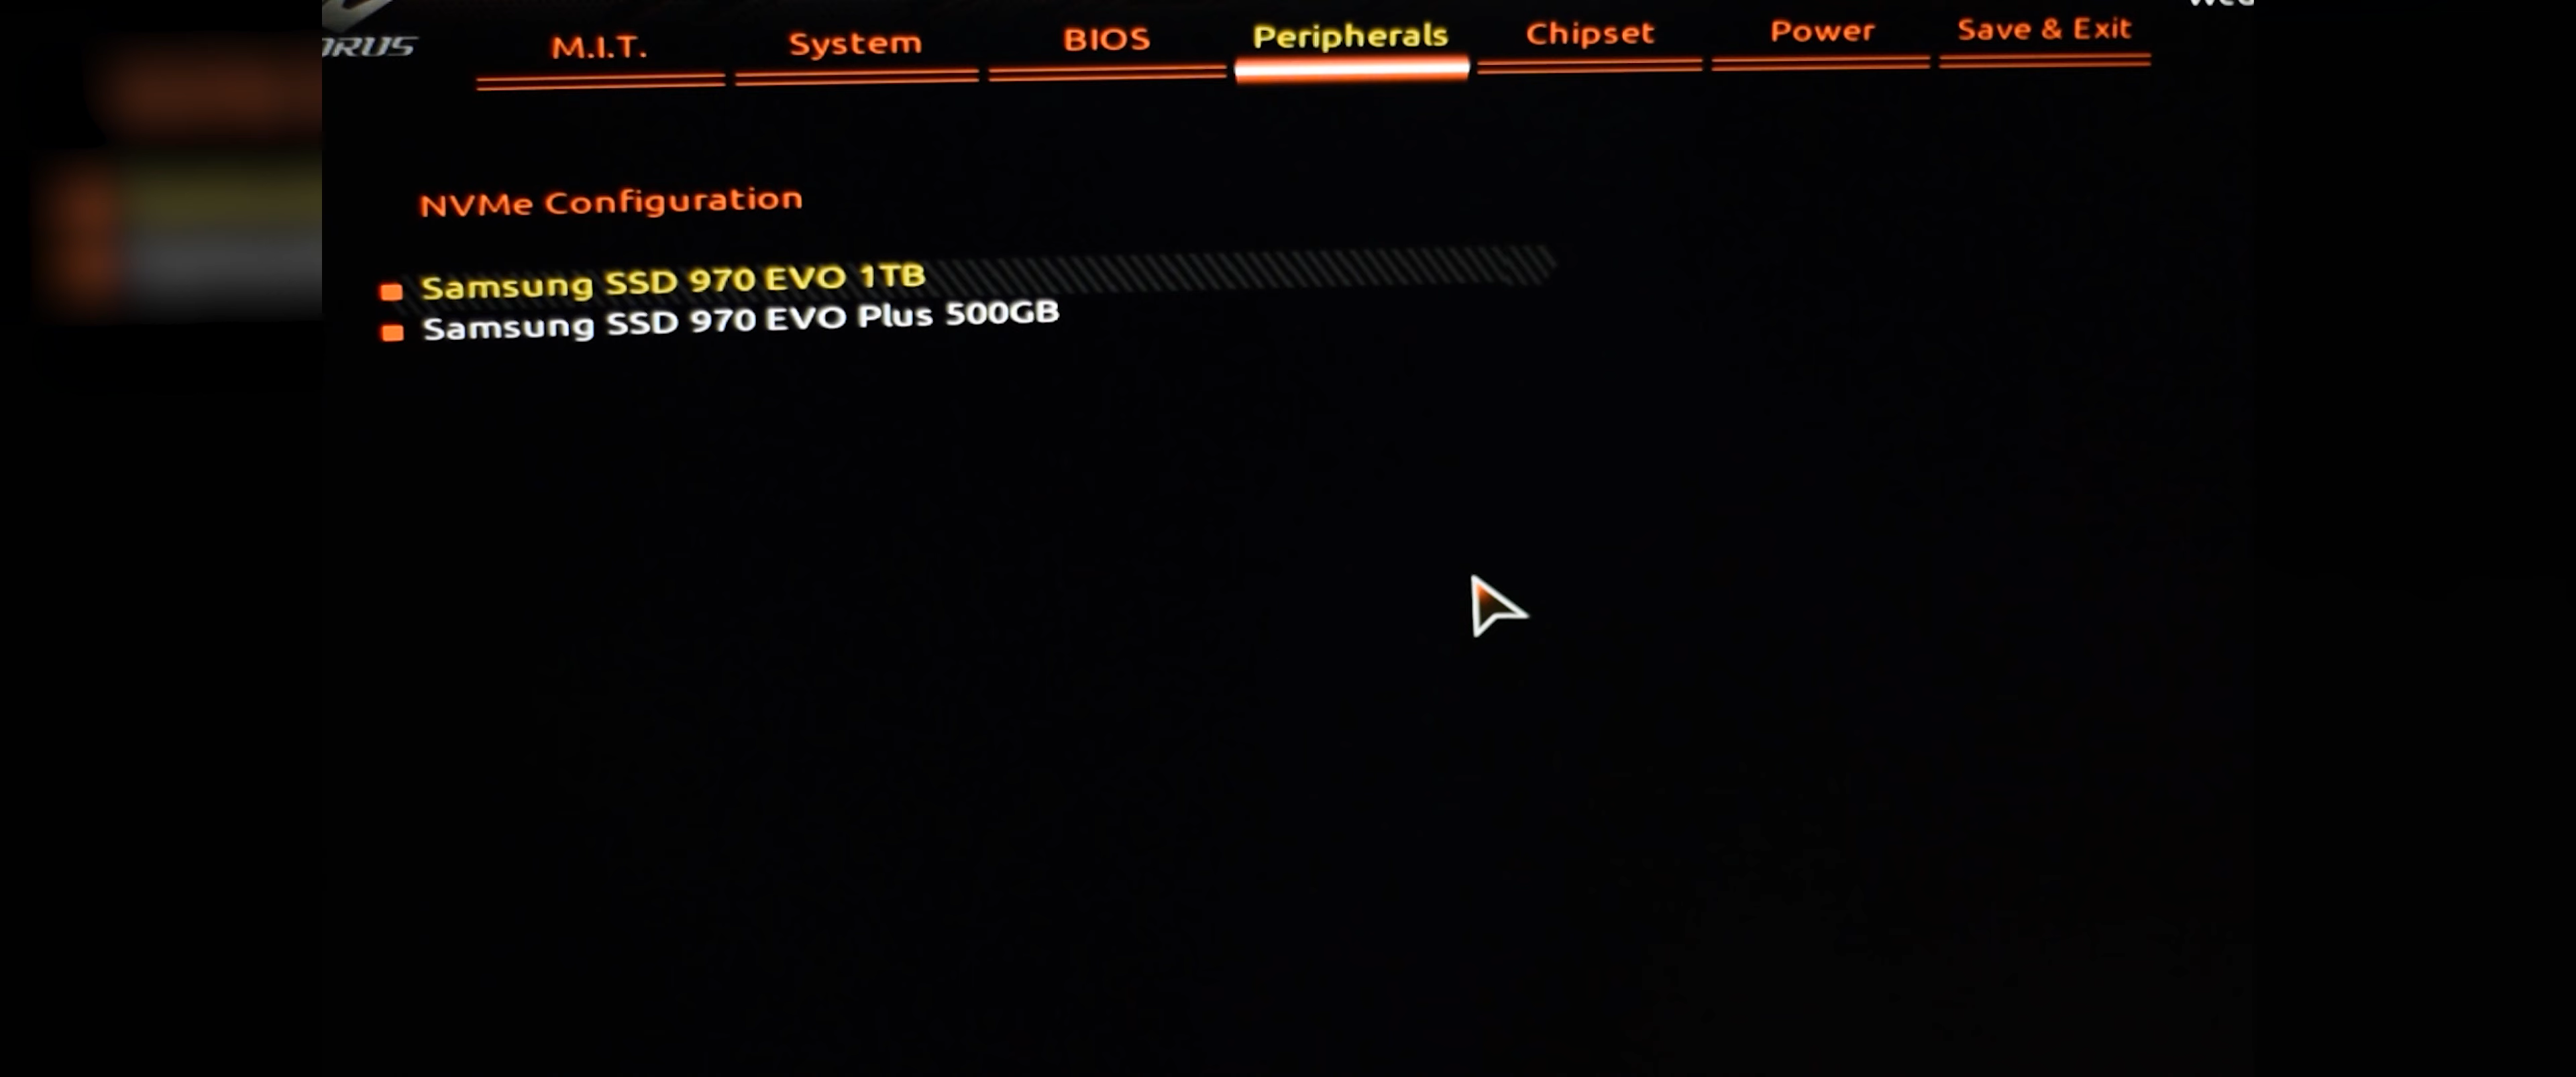 M.I.T. System BIOS Peripherals Chipset Power Save & Exit
NVMe Configuration
Samsung SSD 970 EVO 1TB
Samsung SSD 970 EVO Plus 500GB